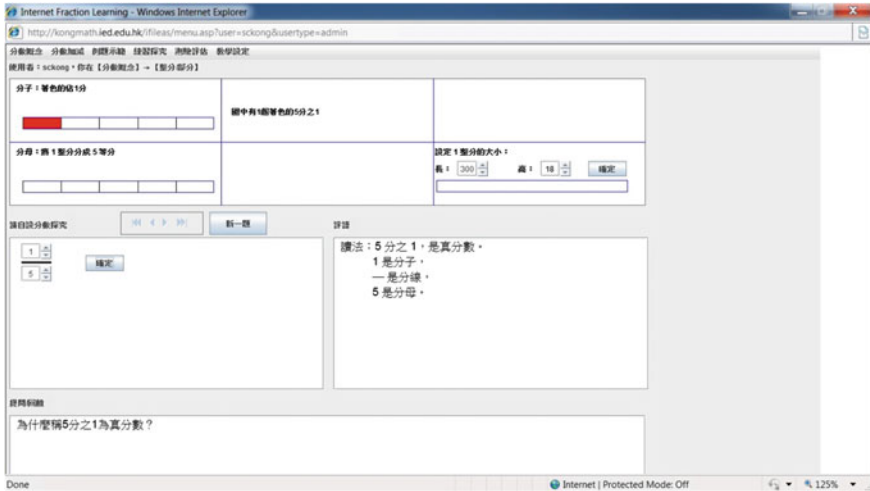 Internet Fraction Learning - Windows Internet Explorer
http://kongmath.ied.edu.hk/ifileas/menu.asp?user=sckong&usertype=admin
分數概念 分數加減 例題示範 練習探究 測驗評估 教學設定
使用者：sckong，你在【分數概念】→【整分部分】
分子：著色的佔1分
圖中有1個著色的5分之1
分母：將 1 整分分成 5 等分
設定 1 整分的大小：
長： 300 高： 18 確定
請自設分數探究 新一題 評語
1
5
確定
讀法：5 分之 1，是真分數。
1 是分子，
— 是分線，
5 是分母。
提問/回饋
為什麼稱5分之1為真分數？
Done Internet | Protected Mode: Off 125%